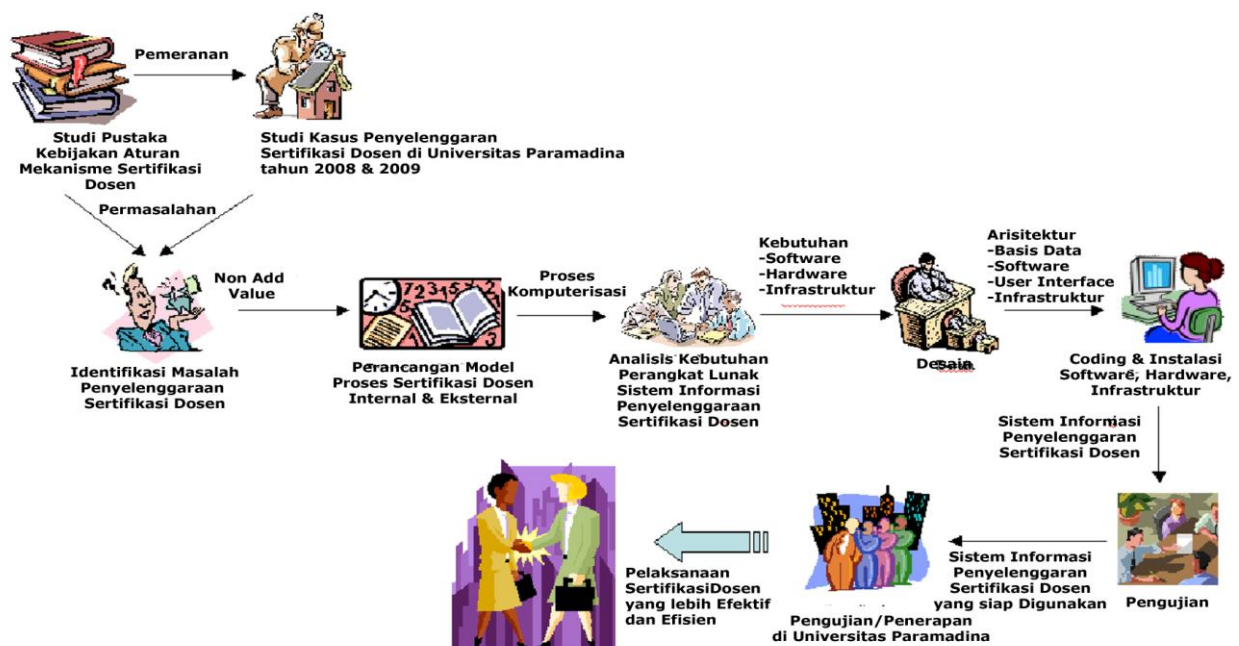 Pemeranan
Studi Pustaka
Kebijakan Aturan
Mekanisme Sertifikasi
Dosen
Studi Kasus Penyelenggaran
Sertifikasi Dosen di Universitas Paramadina
tahun 2008 & 2009
Permasalahan
Identifikasi Masalah
Penyelenggaraan
Sertifikasi Dosen
Non Add
Value
Perancangan Model
Proses Sertifikasi Dosen
Internal & Eksternal
Proses
Komputerisasi
Analisis Kebutuhan
Perangkat Lunak
Sistem Informasi
Penyelenggaraan
Sertifikasi Dosen
Kebutuhan
-Software
-Hardware
-Infrastruktur
Desain
Arisitektur
-Basis Data
-Software
-User Interface
-Infrastruktur
Coding & Instalasi
Software, Hardware,
Infrastruktur
Sistem Informasi
Penyelenggaran
Sertifikasi Dosen
Pengujian
Sistem Informasi
Penyelenggaran
Sertifikasi Dosen
yang siap Digunakan
Pengujian/Penerapan
di Universitas Paramadina
Pelaksanaan
SertifikasiDosen
yang lebih Efektif
dan Efisien